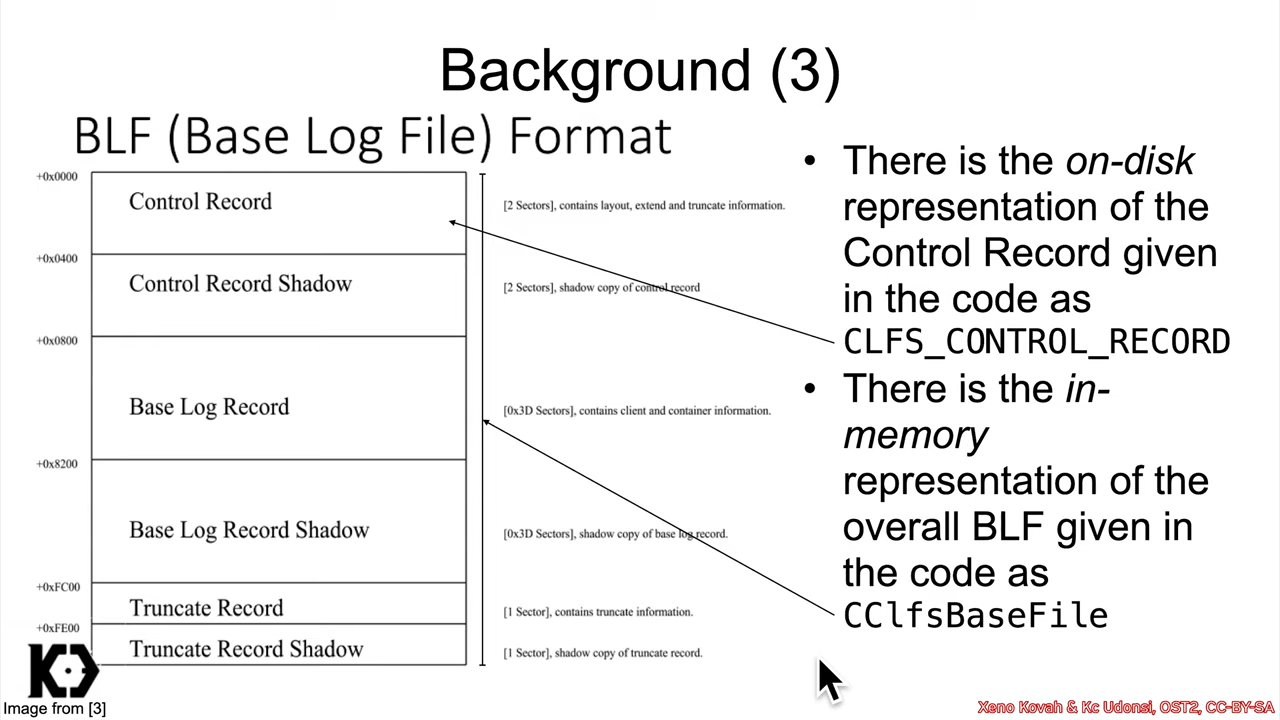 Background (3)
BLF (Base Log File) Format
+0x0000
Control Record
[2 Sectors], contains layout, extend and truncate information.
+0x0400
Control Record Shadow
[2 Sectors], shadow copy of control record
+0x0800
Base Log Record
[0x3D Sectors], contains client and container information.
+0x8200
Base Log Record Shadow
[0x3D Sectors], shadow copy of base log record.
+0xFC00
Truncate Record
[1 Sector], contains truncate information.
+0xFE00
Truncate Record Shadow
[1 Sector], shadow copy of truncate record.
• There is the on-disk
representation of the
Control Record given
in the code as
CLFS_CONTROL_RECORD
• There is the in-
memory
representation of the
overall BLF given in
the code as
CClfsBaseFile
Image from [3]
Xeno Kovah & Kc Udonsi, OST2, CC-BY-SA